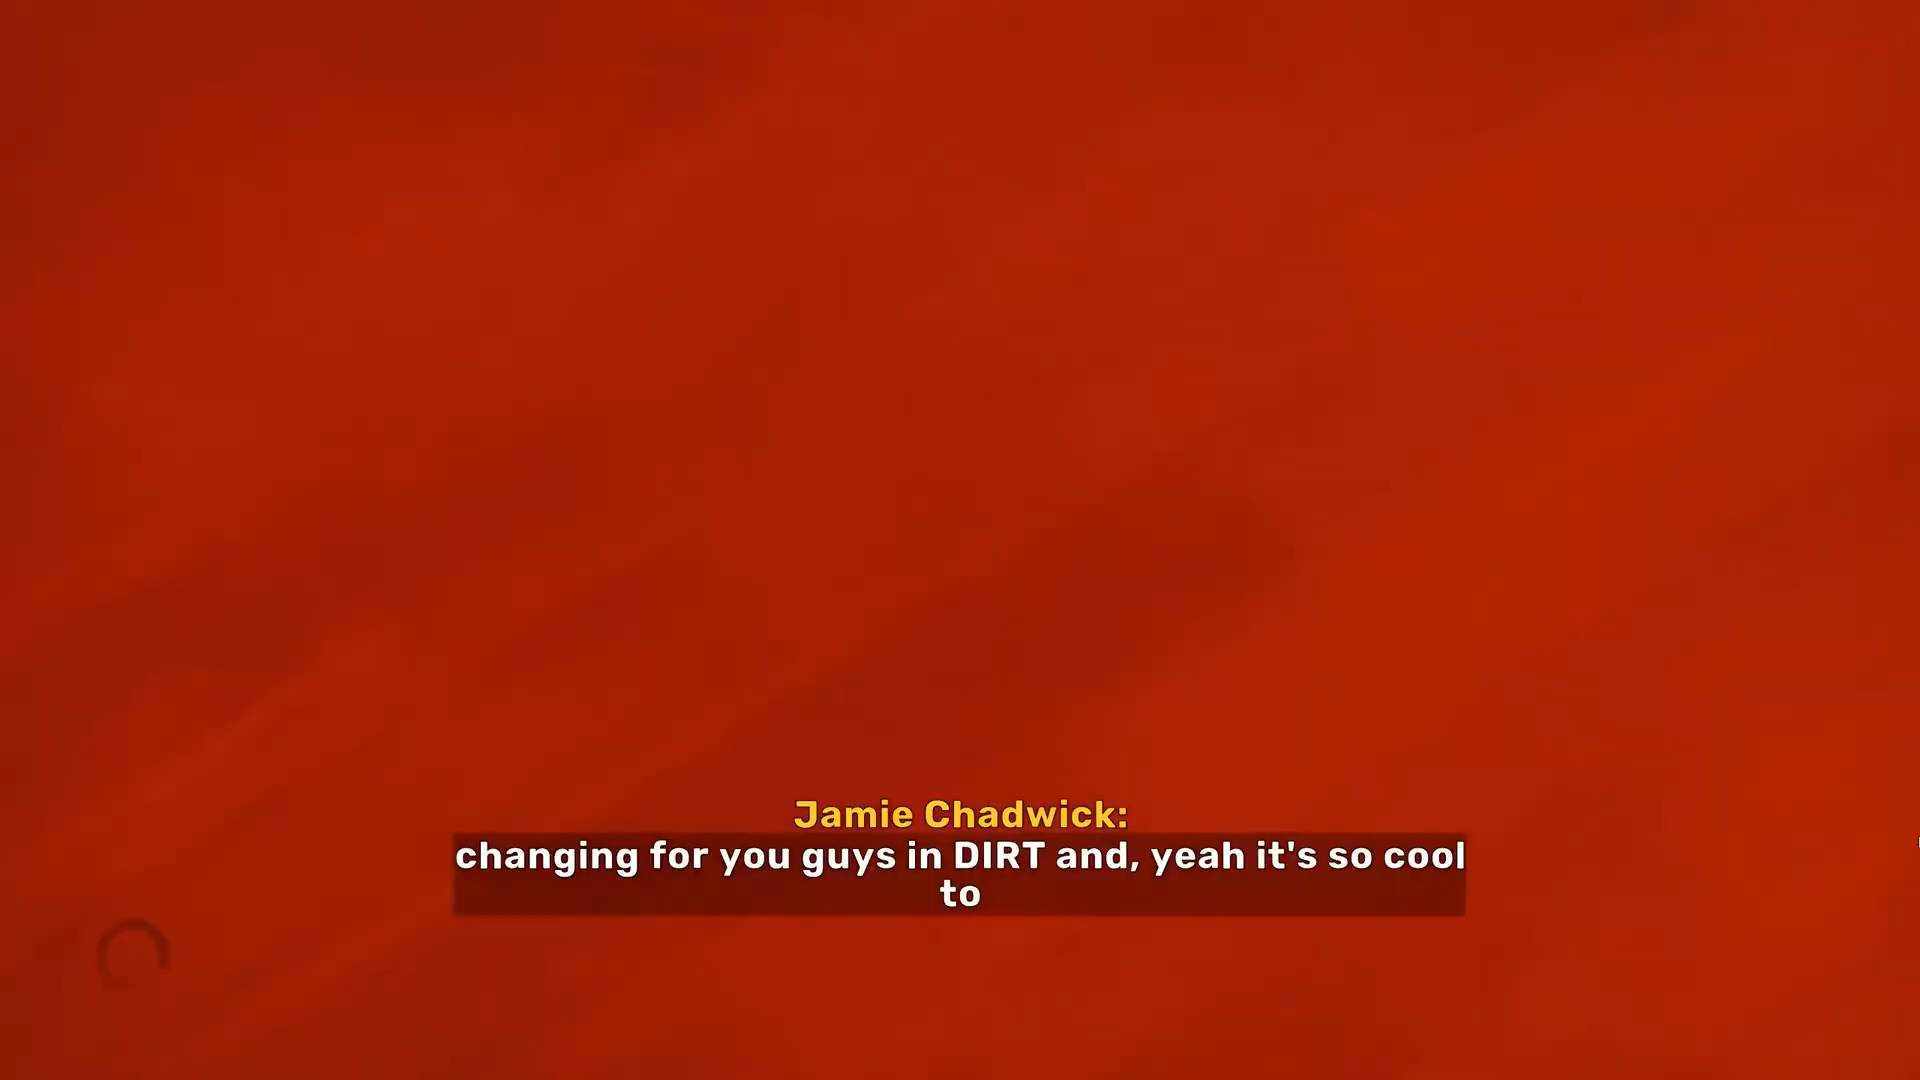 Jamie Chadwick:
changing for you guys in DIRT and, yeah it's so cool
to